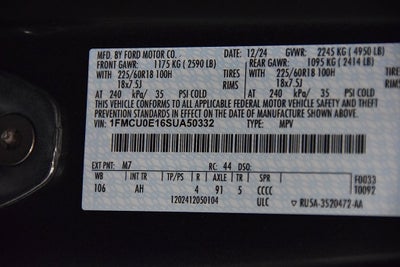 MFD. BY FORD MOTOR CO. 12/24 GVWR: 2245 KG ( 4950 LB)
FRONT GAWR: 1175 KG ( 2590 LB) REAR GAWR: 1095 KG ( 2414 LB)
WITH 225/60R18 100H TIRES WITH 225/60R18 100H TIRES
18x7.5J RIMS 18x7.5J RIMS
AT 240 kPa/ 35 PSI COLD AT 240 kPa/ 35 PSI COLD
THIS VEHICLE CONFORMS TO ALL APPLICABLE FEDERAL MOTOR VEHICLE SAFETY, BUMPER, AND THEFT PREVENTION STANDARDS IN
EFFECT ON THE DATE OF MANUFACTURE SHOWN ABOVE.
VIN: 1FMCU0E16SUA50332 TYPE: MPV
EXT PNT: M7 RC: 44 DSO:
WB INT TR TP/PS R AXLE TR SPR F0033
106 AH 4 91 5 CCCC T0092
1202412050104 ULC RU5A-3520472-AA